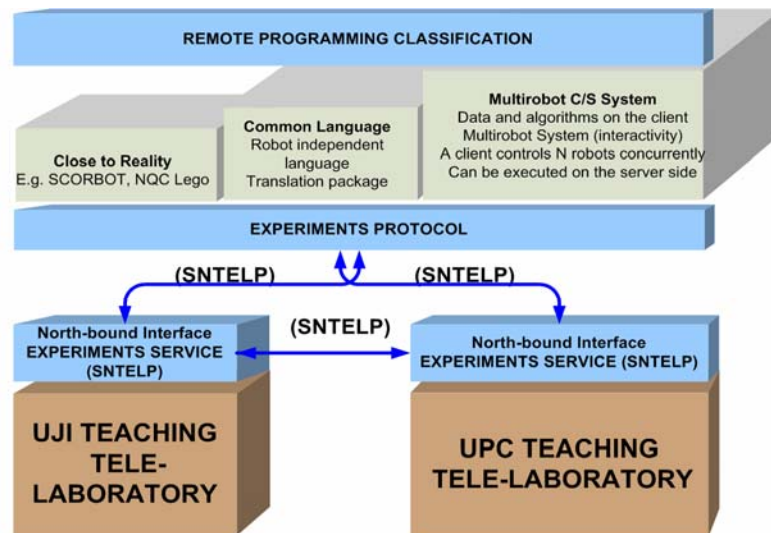 REMOTE PROGRAMMING CLASSIFICATION
Close to Reality
E.g. SCORBOT, NQC Lego
Common Language
Robot independent
language
Translation package
Multirobot C/S System
Data and algorithms on the client
Multirobot System (interactivity)
A client controls N robots concurrently
Can be executed on the server side
EXPERIMENTS PROTOCOL
(SNTELP)
(SNTELP)
(SNTELP)
North-bound Interface
EXPERIMENTS SERVICE
(SNTELP)
North-bound Interface
EXPERIMENTS SERVICE (SNTELP)
UJI TEACHING
TELE-
LABORATORY
UPC TEACHING
TELE-LABORATORY